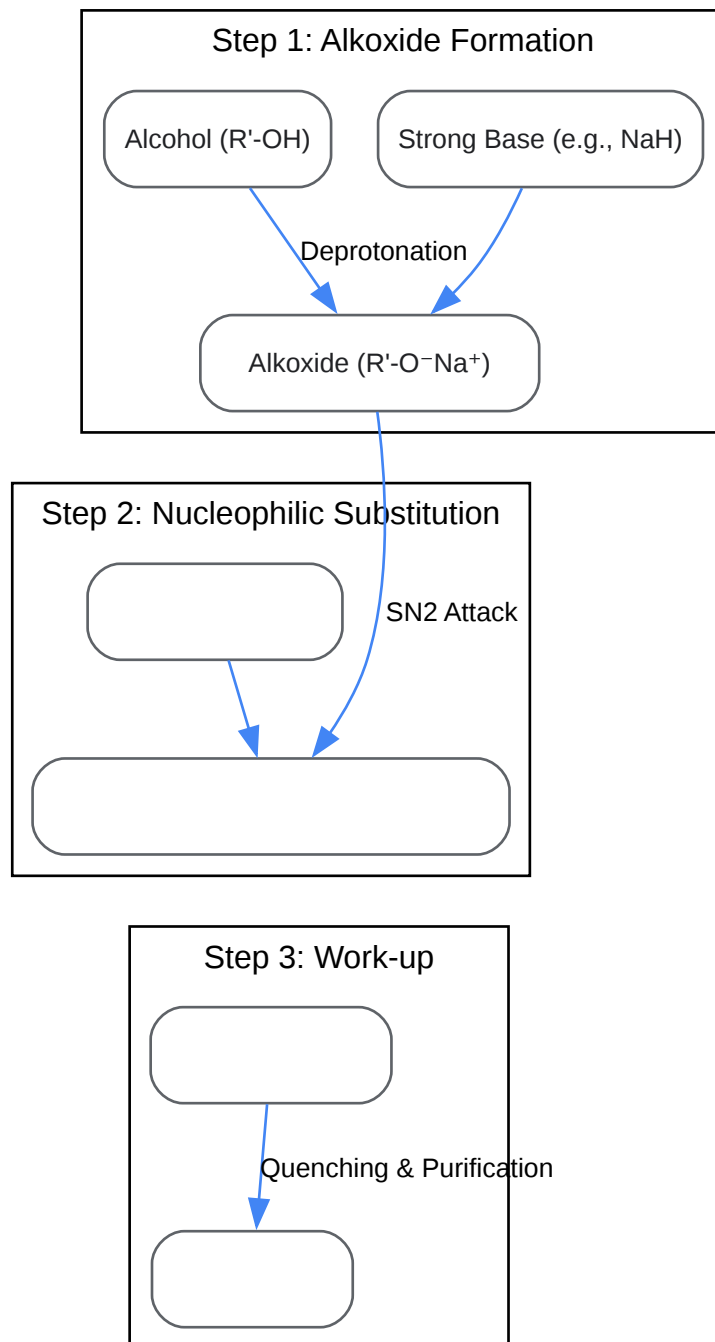 Step 1: Alkoxide Formation
Alcohol (R'-OH)
Strong Base (e.g., NaH)
Deprotonation
Alkoxide (R'-O⁻Na⁺)
Step 2: Nucleophilic Substitution
SN2 Attack
Step 3: Work-up
Quenching & Purification